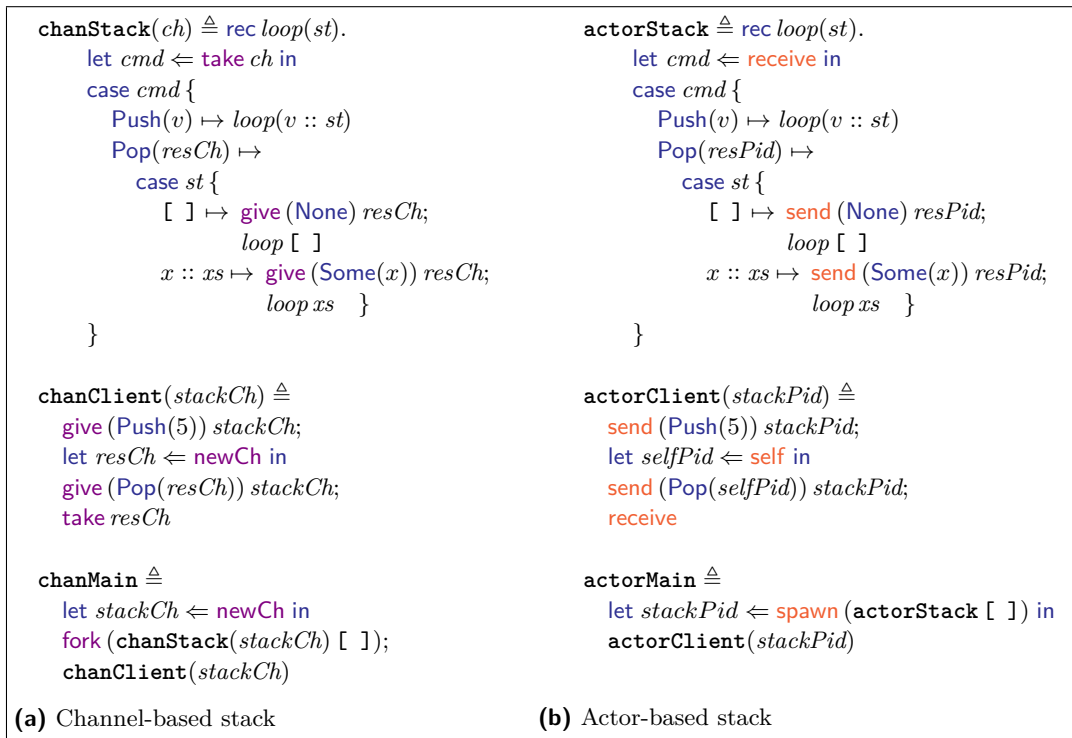 chanStack(ch) ≜ rec loop(st).
let cmd ⇐ take ch in
case cmd {
Push(v) ↦ loop(v :: st)
Pop(resCh) ↦
case st {
[ ] ↦ give (None) resCh;
loop [ ]
x :: xs ↦ give (Some(x)) resCh;
loop xs }
}
chanClient(stackCh) ≜
give (Push(5)) stackCh;
let resCh ⇐ newCh in
give (Pop(resCh)) stackCh;
take resCh
chanMain ≜
let stackCh ⇐ newCh in
fork (chanStack(stackCh) [ ]);
chanClient(stackCh)
(a) Channel-based stack
actorStack ≜ rec loop(st).
let cmd ⇐ receive in
case cmd {
Push(v) ↦ loop(v :: st)
Pop(resPid) ↦
case st {
[ ] ↦ send (None) resPid;
loop [ ]
x :: xs ↦ send (Some(x)) resPid;
loop xs }
}
actorClient(stackPid) ≜
send (Push(5)) stackPid;
let selfPid ⇐ self in
send (Pop(selfPid)) stackPid;
receive
actorMain ≜
let stackPid ⇐ spawn (actorStack [ ]) in
actorClient(stackPid)
(b) Actor-based stack